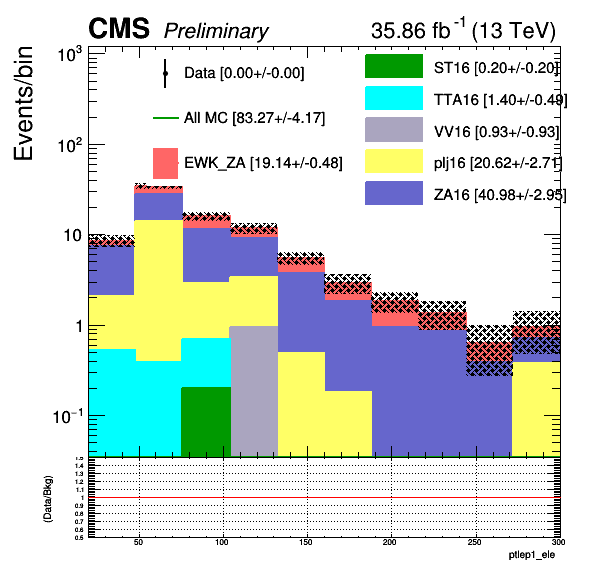 CMS Preliminary 35.86 fb⁻¹ (13 TeV)
Events/bin
10³
10²
10
1
10⁻¹
Data [0.00+/-0.00]
All MC [83.27+/-4.17]
EWK_ZA [19.14+/-0.48]
ST16 [0.20+/-0.20]
TTA16 [1.40+/-0.49]
VV16 [0.93+/-0.93]
plj16 [20.62+/-2.71]
ZA16 [40.98+/-2.95]
(Data/Bkg)
1.5
1.4
1.3
1.2
1.1
1
0.9
0.8
0.7
0.6
0.5
50 100 150 200 250 300
ptlep1_ele